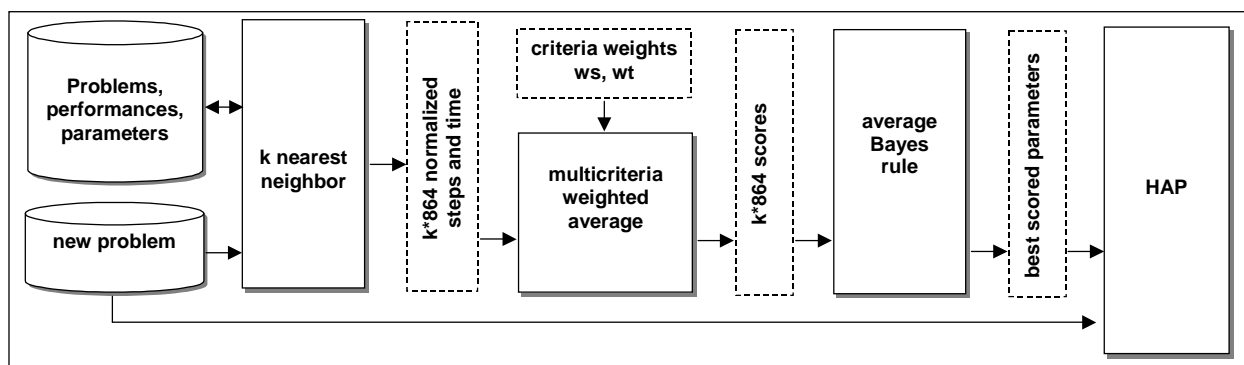 Problems,
performances,
parameters
new problem
k nearest
neighbor
k*864 normalized
steps and time
criteria weights
ws, wt
multicriteria
weighted
average
k*864 scores
average
Bayes
rule
best scored parameters
HAP